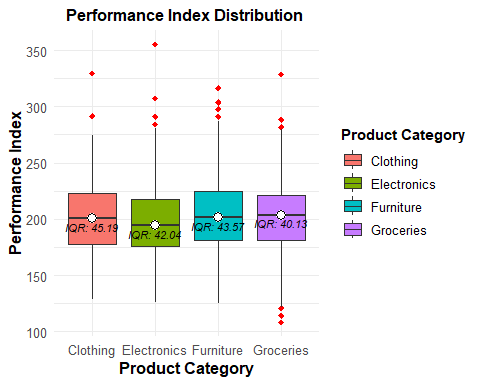 Performance Index Distribution
Performance Index
350
300
250
200
150
100
IQR: 45.19
IQR: 42.04
IQR: 43.57
IQR: 40.13
Clothing
Electronics
Furniture
Groceries
Product Category
Product Category
Clothing
Electronics
Furniture
Groceries